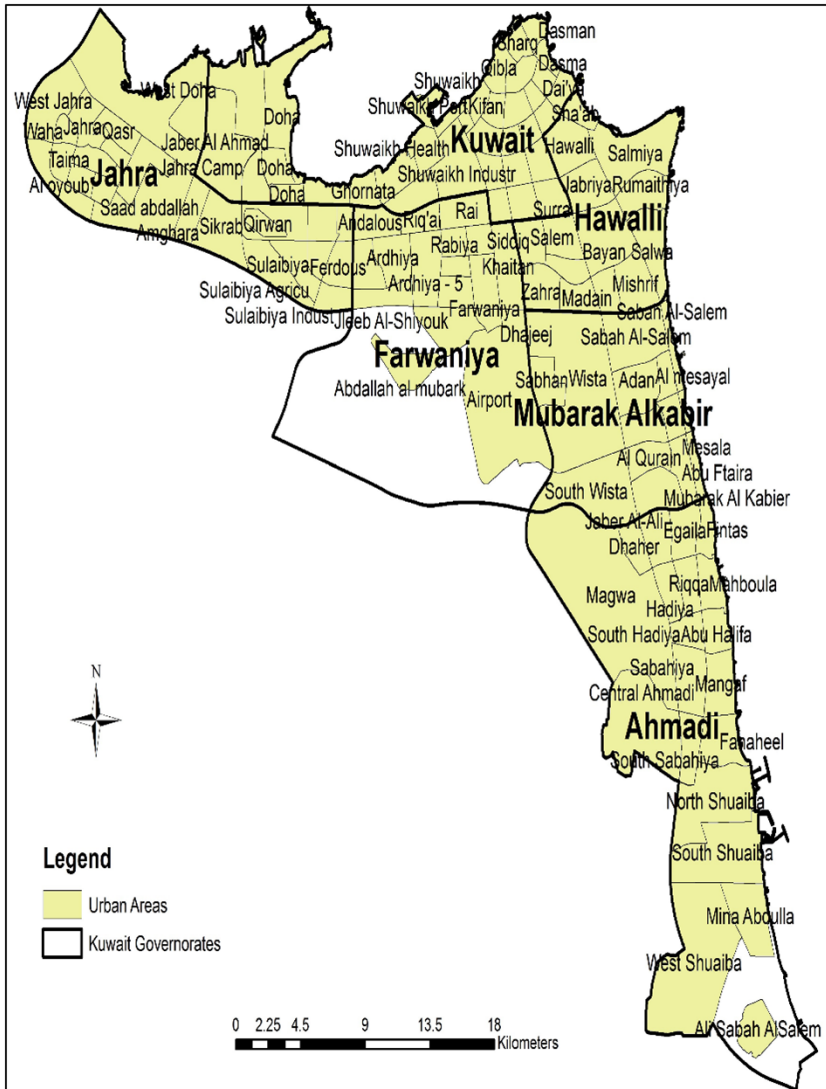 Dasman
Sharq
Qibla
Dasma
Shuwaikh
Dai'ya
West Doha
West Jahra
Shuwaikh Port
Kifan
Sha'ab
Doha
Waha
Jahra
Qasr
Kuwait
Jaber Al Ahmad
Shuwaikh Health
Hawalli
Salmiya
Taima
Jahra Camp
Doha
Shuwaikh Industr
Al oyoub
Jahra
Jabriya
Rumaithiya
Doha
Ghornata
Saad abdallah
Rai
Surra
Hawalli
Amghara
Sikrab
Qirwan
Andalous
Riq'ai
Rabiya
Siddiq
Salem
Bayan
Salwa
Ardhiya
Khaitan
Sulaibiya
Ferdous
Ardhiya - 5
Mishrif
Sulaibiya Agricu
Zahra
Madain
Sulaibiya Indust
Farwaniya
Sabah Al-Salem
Jleeb Al-Shiyouk
Dhajeej
Sabah Al-Salem
Farwaniya
Abdallah al mubark
Airport
Sabhan
Wista
Adan
Al mesayal
Mubarak Alkabir
Mesala
Al Qurain
Abu Ftaira
South Wista
Mubarak Al Kabier
Jaber Al-Ali
Egaila
Fintas
Dhaher
Magwa
Riqqa
Mahboula
Hadiya
South Hadiya
Abu Halifa
N
Sabahiya
Central Ahmadi
Mangaf
Ahmadi
Fahaheel
South Sabahiya
North Shuaiba
South Shuaiba
Mina Abdulla
West Shuaiba
Ali Sabah AlSalem
Legend
Urban Areas
Kuwait Governorates
0 2.25 4.5 9 13.5 18
Kilometers